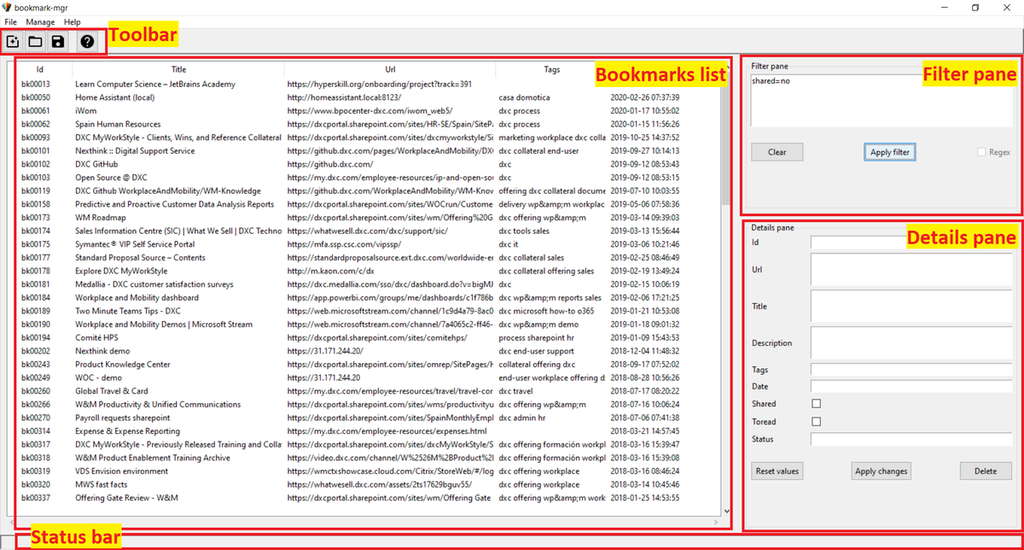 bookmark-mgr
File Manage Help
Toolbar
Id Title Url Tags
Bookmarks list
bk00013 Learn Computer Science – JetBrains Academy https://hyperskill.org/onboarding/project?track=391
bk00050 Home Assistant (local) https://homeassistant.local:8123/ casa domotica 2020-02-26 07:37:39
bk00061 iWom https://www.bpocenter-dxc.com/iwom_web5/ dxc process 2020-01-17 10:55:02
bk00062 Spain Human Resources https://dxcportal.sharepoint.com/sites/HR-SE/Spain/SiteP. dxc process 2020-01-15 11:56:26
bk00093 DXC MyWorkStyle - Clients, Wins, and Reference Collateral https://dxcportal.sharepoint.com/sites/dxcmyworkstyle/Si marketing workplace dxc colla 2019-10-25 14:37:52
bk00101 Nexthink :: Digital Support Service https://github.dxc.com/pages/WorkplaceAndMobility/DX dxc collateral end-user 2019-09-27 10:14:13
bk00102 DXC GitHub https://github.dxc.com/ dxc 2019-09-12 08:53:43
bk00103 Open Source @ DXC https://my.dxc.com/employee-resources/ip-and-open-so dxc 2019-09-12 08:53:15
bk00119 DXC Github WorkplaceAndMobility/WM-Knowledge https://github.dxc.com/WorkplaceAndMobility/WM-Knov offering dxc collateral docume 2019-07-10 10:03:55
bk00158 Predictive and Proactive Customer Data Analysis Reports https://dxcportal.sharepoint.com/sites/WOCrun/Custome delivery wp&amp;m workplac 2019-05-06 07:58:36
bk00173 WM Roadmap https://dxcportal.sharepoint.com/sites/wm/Offering%20G dxc offering wp&amp;m 2019-03-14 09:39:03
bk00174 Sales Information Centre (SIC) | What We Sell | DXC Techno https://whatwesell.dxc.com/dxc/support/sic/ dxc tools sales 2019-03-13 15:56:44
bk00175 Symantec® VIP Self Service Portal https://mfa.ssp.csc.com/vipssp/ dxc it 2019-03-06 10:21:46
bk00177 Standard Proposal Source – Contents https://standardproposalsource.ext.dxc.com/worldwide-er dxc collateral sales 2019-02-25 08:46:49
bk00178 Explore DXC MyWorkStyle https://m.kaon.com/c/dx dxc collateral offering sales 2019-02-19 13:49:24
bk00181 Medallia - DXC customer satisfaction surveys https://dxc.medallia.com/sso/dxc/dashboard.do?v=bigMJ dxc 2019-02-15 10:06:19
bk00184 Workplace and Mobility dashboard https://app.powerbi.com/groups/me/dashboards/c1f786b dxc wp&amp;m reports sales 2019-02-06 17:21:25
bk00189 Two Minute Teams Tips - DXC https://web.microsoftstream.com/channel/1c9d4a79-8ac0 dxc microsoft how-to o365 2019-01-21 10:53:08
bk00190 Workplace and Mobility Demos | Microsoft Stream https://web.microsoftstream.com/channel/7a4065c2-ff46- dxc wp&amp;m demo 2019-01-18 09:01:32
bk00194 Comité HPS https://dxcportal.sharepoint.com/sites/comitehps/ process sharepoint hr 2019-01-09 15:43:53
bk00202 Nexthink demo https://31.171.244.20/ dxc end-user support 2018-12-04 11:48:32
bk00243 Product Knowledge Center https://dxcportal.sharepoint.com/sites/omrep/SitePages/H collateral offering dxc 2018-09-17 07:52:02
bk00249 WOC - demo https://31.171.244.20 end-user workplace offering d 2018-08-28 10:56:26
bk00260 Global Travel & Card https://my.dxc.com/employee-resources/travel/travel-cor dxc travel 2018-07-17 08:20:22
bk00266 W&M Productivity & Unified Communications https://dxcportal.sharepoint.com/sites/wms/productivityu dxc offering wp&amp;m 2018-07-16 10:06:24
bk00270 Payroll requests sharepoint https://dxcportal.sharepoint.com/sites/SpainMonthlyEmpl dxc admin hr 2018-07-06 07:41:38
bk00314 Expense & Expense Reporting https://my.dxc.com/employee-resources/expenses.html 2018-03-21 14:57:45
bk00317 DXC MyWorkStyle - Previously Released Training and Colla https://dxcportal.sharepoint.com/sites/dxcMyWorkStyle/S dxc offering formación workpl 2018-03-16 15:39:47
bk00318 W&M Product Enablement Training Archive https://video.dxc.com/channel/W%2526M%2BProduct%2l dxc offering formación workpl 2018-03-16 15:39:08
bk00319 VDS Envision environment https://wmctxshowcase.cloud.com/Citrix/StoreWeb/#/log dxc offering workplace 2018-03-16 08:46:24
bk00320 MWS fast facts https://whatwesell.dxc.com/assets/2ts17629bguv55/ dxc offering workplace 2018-03-14 10:45:46
bk00337 Offering Gate Review - W&M https://dxcportal.sharepoint.com/sites/wm/Offering Gate dxc offering wp&amp;m work 2018-01-25 14:53:55
Filter pane
Filter pane
shared=no
Clear Apply filter Regex
Details pane
Details pane
Id
Url
Title
Description
Tags
Date
Shared
Toread
Status
Reset values Apply changes Delete
Status bar